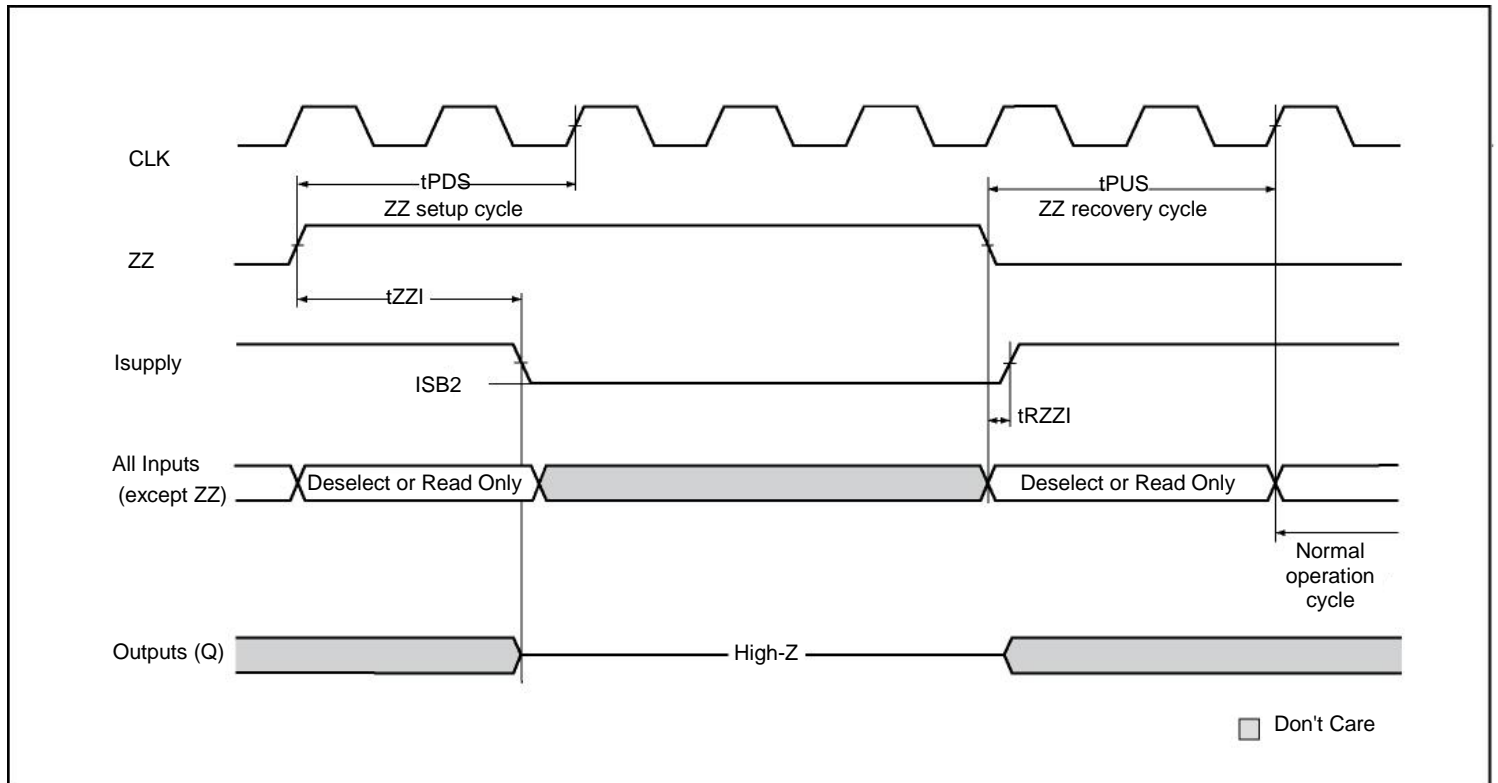 CLK
tPDS
tPUS
ZZ setup cycle
ZZ recovery cycle
ZZ
tZZI
Isupply
ISB2
tRZZI
All Inputs
(except ZZ)
Deselect or Read Only
Deselect or Read Only
Normal
operation
cycle
Outputs (Q)
High-Z
Don't Care